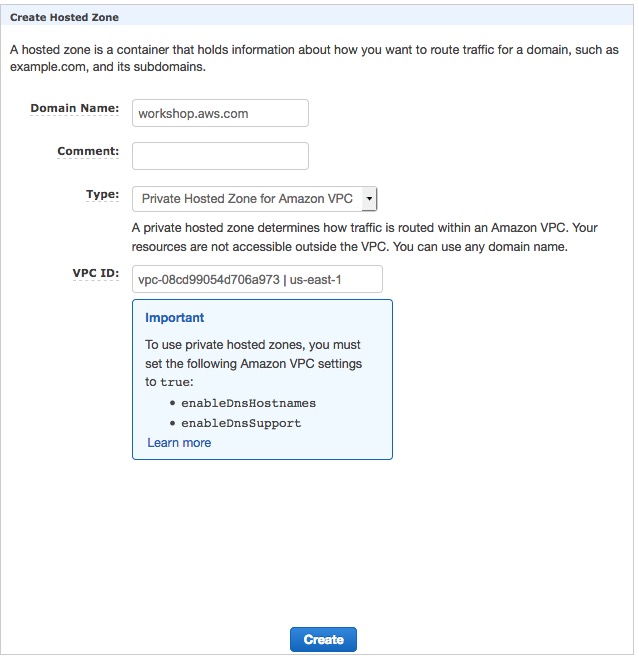 Create Hosted Zone
A hosted zone is a container that holds information about how you want to route traffic for a domain, such as
example.com, and its subdomains.
Domain Name: workshop.aws.com
Comment:
Type: Private Hosted Zone for Amazon VPC
A private hosted zone determines how traffic is routed within an Amazon VPC. Your
resources are not accessible outside the VPC. You can use any domain name.
VPC ID: vpc-08cd99054d706a973 | us-east-1
Important
To use private hosted zones, you must
set the following Amazon VPC settings
to true:
• enableDnsHostnames
• enableDnsSupport
Learn more
Create